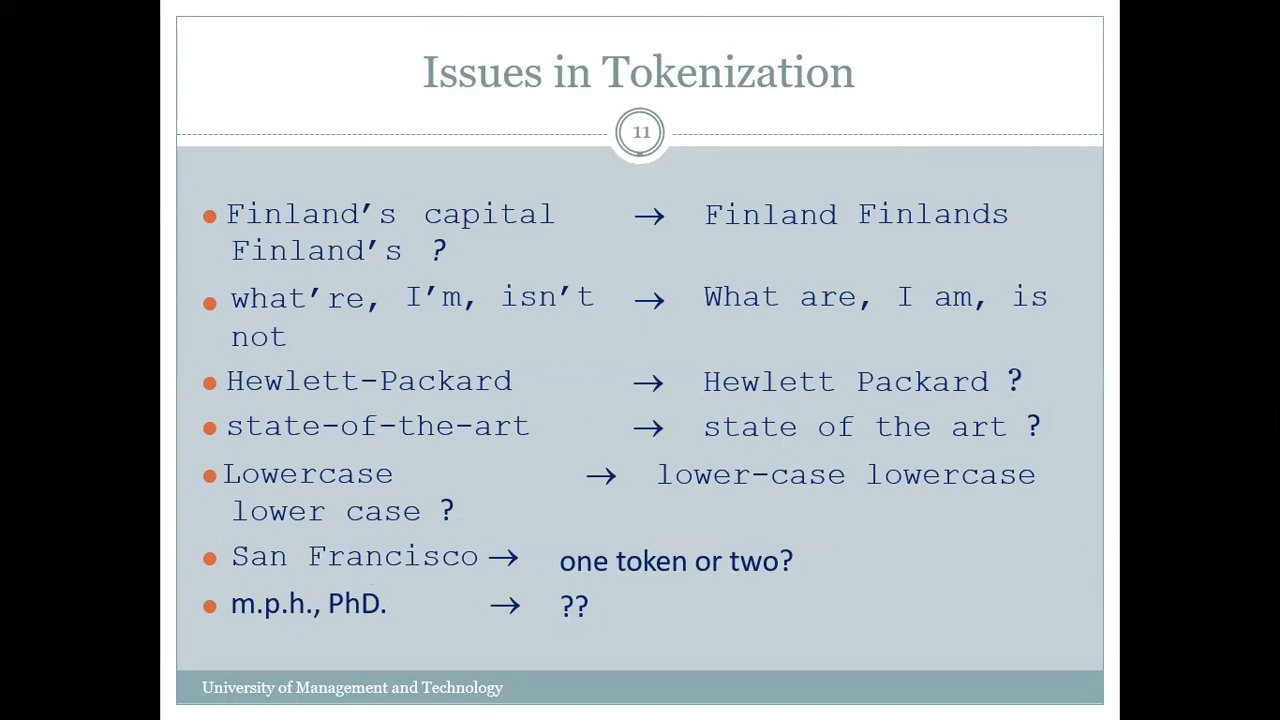 Issues in Tokenization
11
• Finland’s capital → Finland Finlands
Finland’s ?
• what’re, I’m, isn’t → What are, I am, is
not
• Hewlett-Packard → Hewlett Packard ?
• state-of-the-art → state of the art ?
• Lowercase → lower-case lowercase
lower case ?
• San Francisco → one token or two?
• m.p.h., PhD. → ??
University of Management and Technology